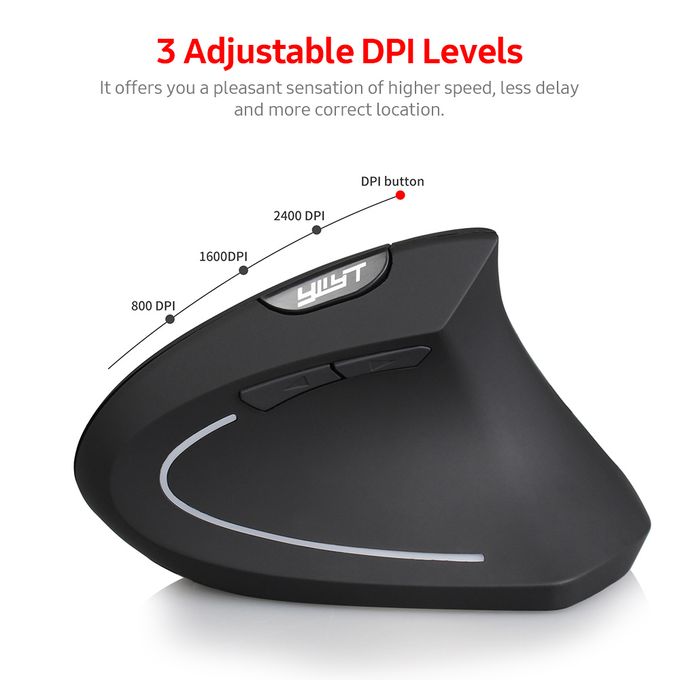 3 Adjustable DPI Levels
It offers you a pleasant sensation of higher speed, less delay
and more correct location.
DPI button
2400 DPI
1600DPI
800 DPI